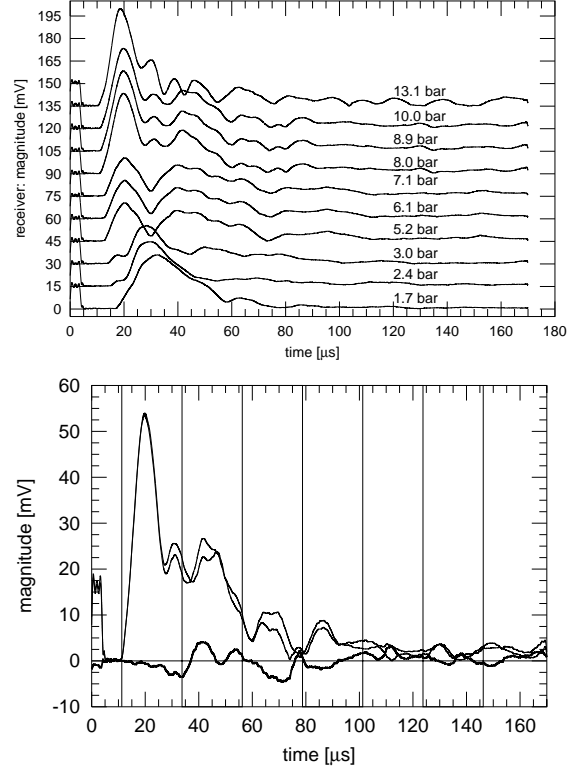 receiver: magnitude [mV]
195
180
165
150
135
120
105
90
75
60
45
30
15
0
13.1 bar
10.0 bar
8.9 bar
8.0 bar
7.1 bar
6.1 bar
5.2 bar
3.0 bar
2.4 bar
1.7 bar
0 20 40 60 80 100 120 140 160 180
time [µs]
magnitude [mV]
60
50
40
30
20
10
0
-10
0 20 40 60 80 100 120 140 160
time [µs]